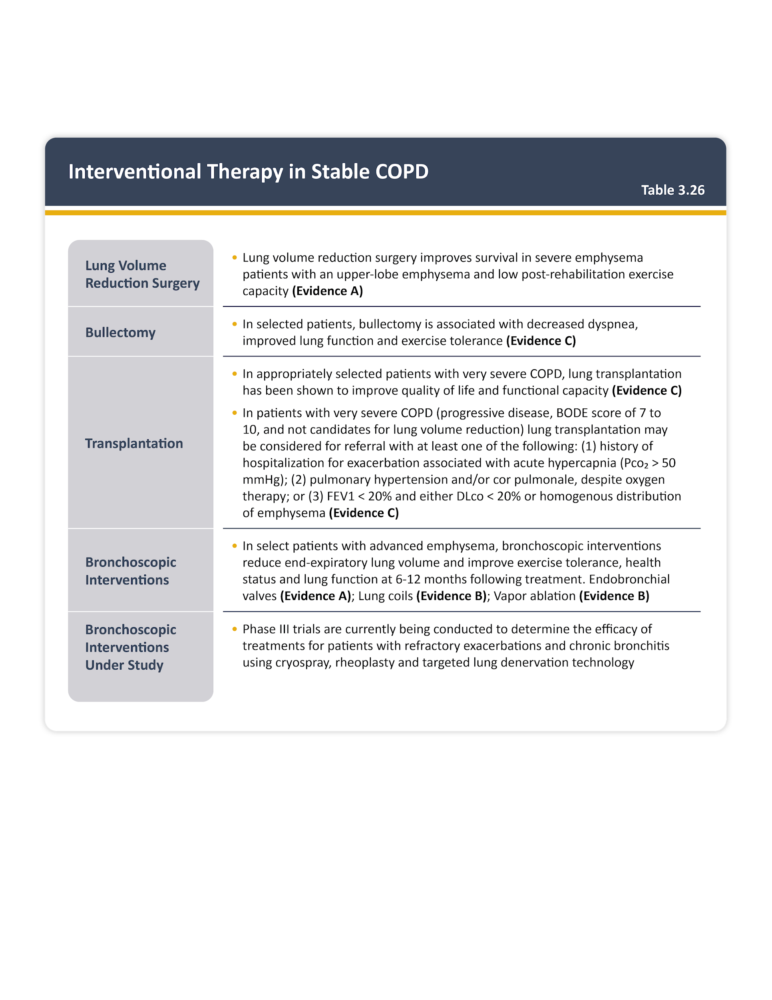 Interventional Therapy in Stable COPD
Table 3.26
Lung Volume
Reduction Surgery
• Lung volume reduction surgery improves survival in severe emphysema
patients with an upper-lobe emphysema and low post-rehabilitation exercise
capacity (Evidence A)
Bullectomy
• In selected patients, bullectomy is associated with decreased dyspnea,
improved lung function and exercise tolerance (Evidence C)
Transplantation
• In appropriately selected patients with very severe COPD, lung transplantation
has been shown to improve quality of life and functional capacity (Evidence C)
• In patients with very severe COPD (progressive disease, BODE score of 7 to
10, and not candidates for lung volume reduction) lung transplantation may
be considered for referral with at least one of the following: (1) history of
hospitalization for exacerbation associated with acute hypercapnia (Pco₂ > 50
mmHg); (2) pulmonary hypertension and/or cor pulmonale, despite oxygen
therapy; or (3) FEV1 < 20% and either DLco < 20% or homogenous distribution
of emphysema (Evidence C)
Bronchoscopic
Interventions
• In select patients with advanced emphysema, bronchoscopic interventions
reduce end-expiratory lung volume and improve exercise tolerance, health
status and lung function at 6-12 months following treatment. Endobronchial
valves (Evidence A); Lung coils (Evidence B); Vapor ablation (Evidence B)
Bronchoscopic
Interventions
Under Study
• Phase III trials are currently being conducted to determine the efficacy of
treatments for patients with refractory exacerbations and chronic bronchitis
using cryospray, rheoplasty and targeted lung denervation technology